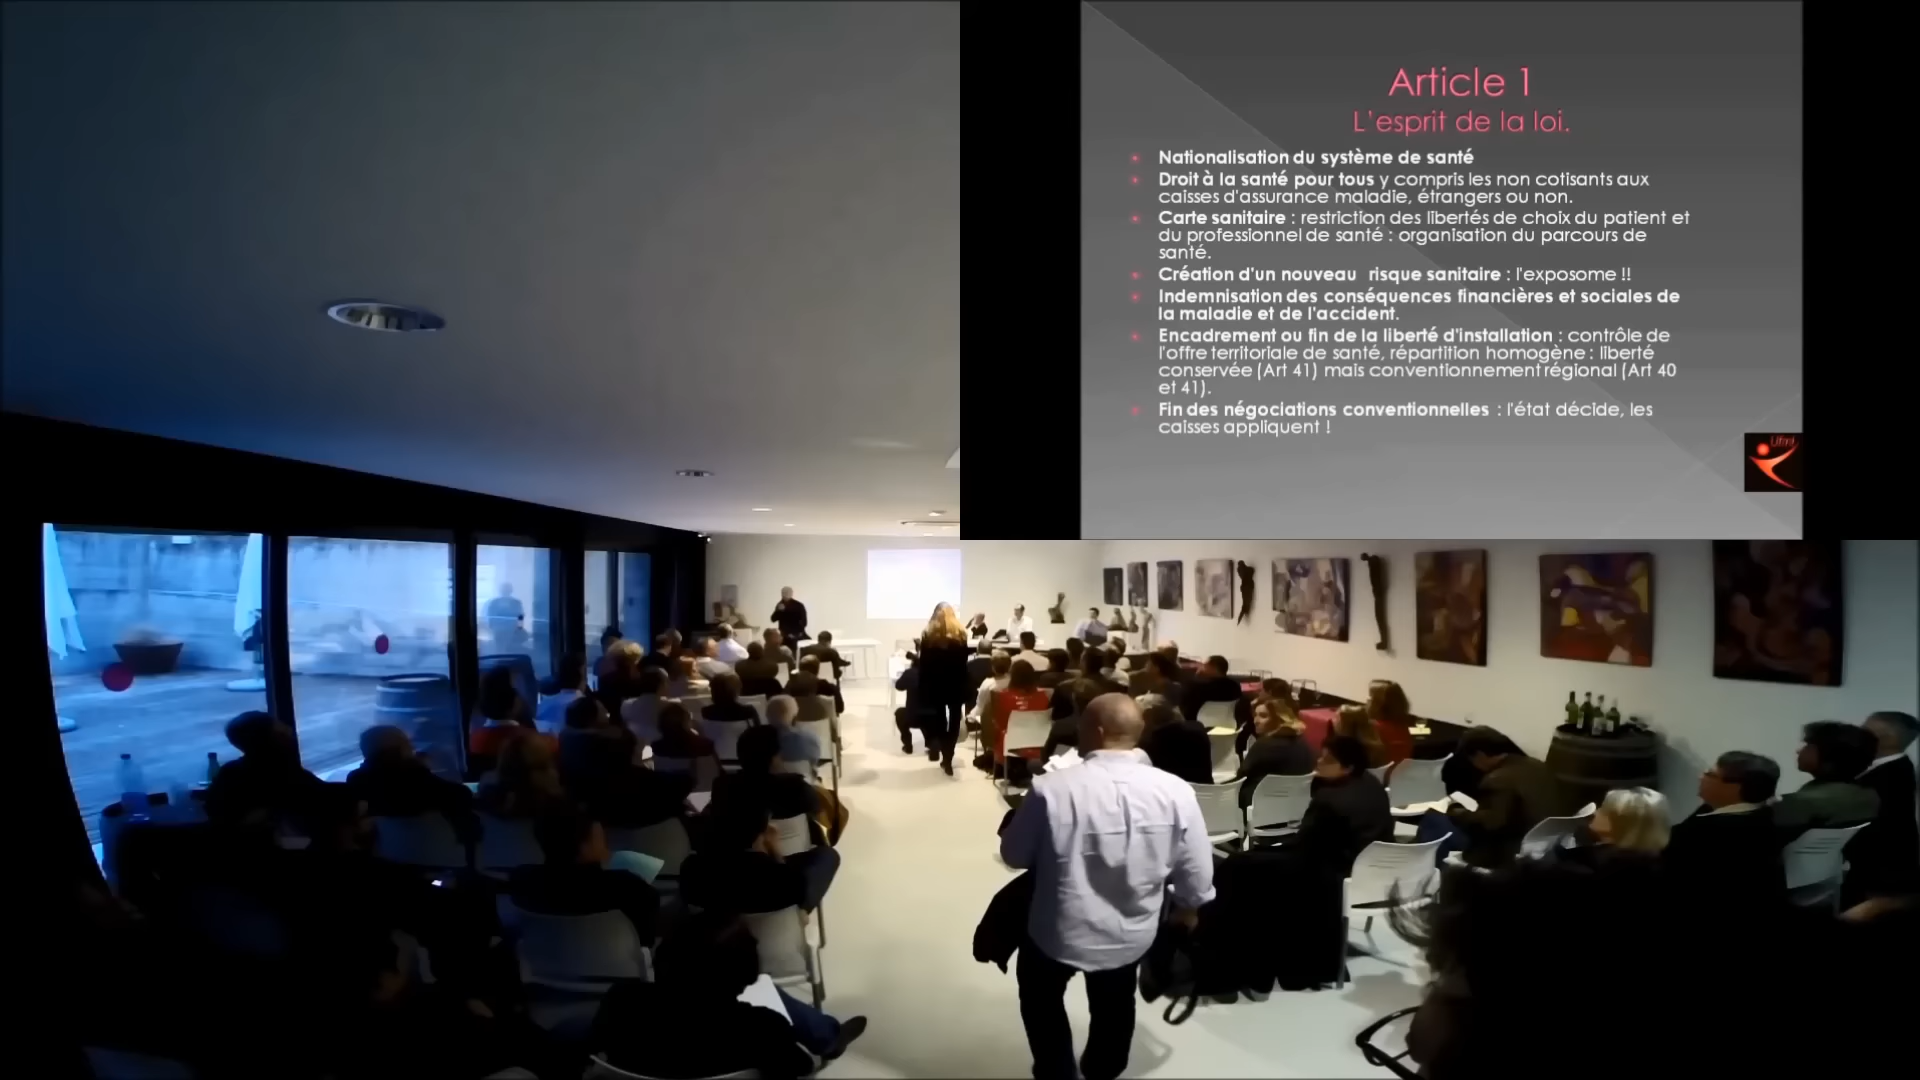 Article 1
L'esprit de la loi.
Nationalisation du système de santé
Droit à la santé pour tous y compris les non cotisants aux
caisses d'assurance maladie, étrangers ou non.
Carte sanitaire : restriction des libertés de choix du patient et
du professionnel de santé : organisation du parcours de
santé.
Création d'un nouveau risque sanitaire : l'exposome !!
Indemnisation des conséquences financières et sociales de
la maladie et de l'accident.
Encadrement ou fin de la liberté d'installation : contrôle de
l'offre territoriale de santé, répartition homogène : liberté
conservée (Art 41) mais conventionnement régional (Art 40
et 41).
Fin des négociations conventionnelles : l'état décide, les
caisses appliquent !
Ufml